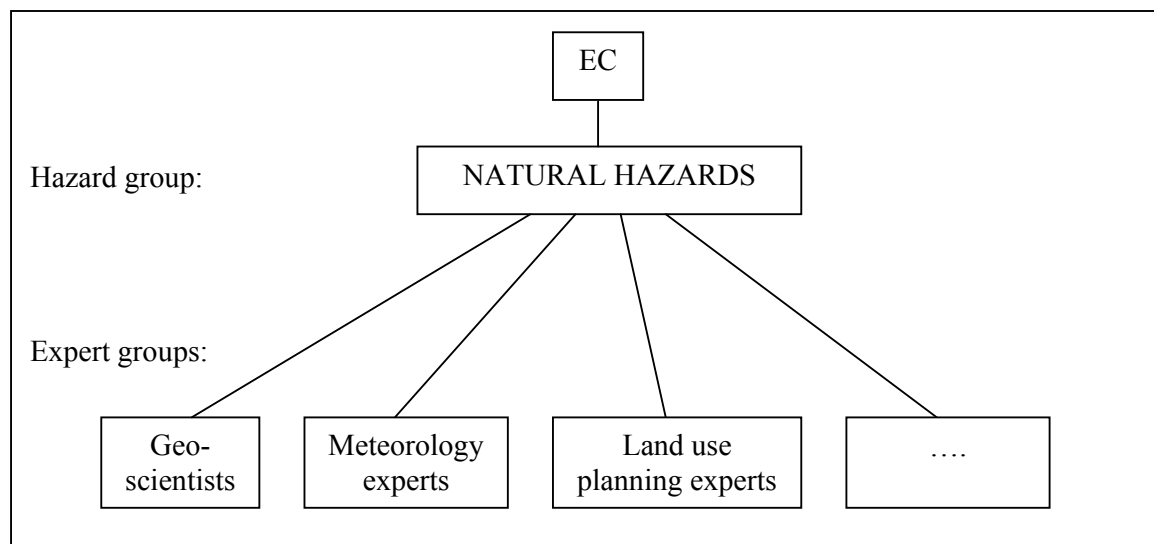 EC
Hazard group:
NATURAL HAZARDS
Expert groups:
Geo-
scientists
Meteorology
experts
Land use
planning experts
….